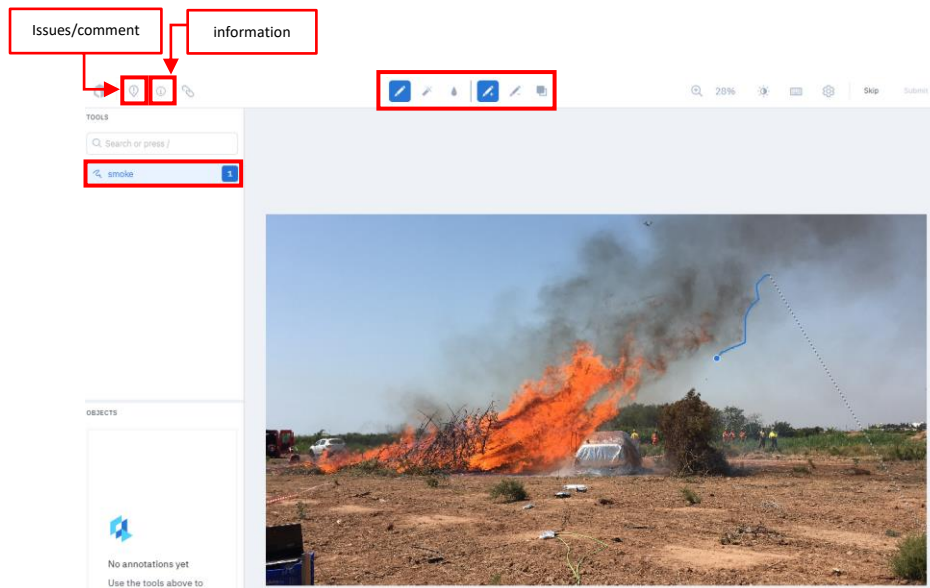 Issues/comment
information
28%
Skip
Submit
TOOLS
Search or press /
smoke
1
OBJECTS
No annotations yet
Use the tools above to